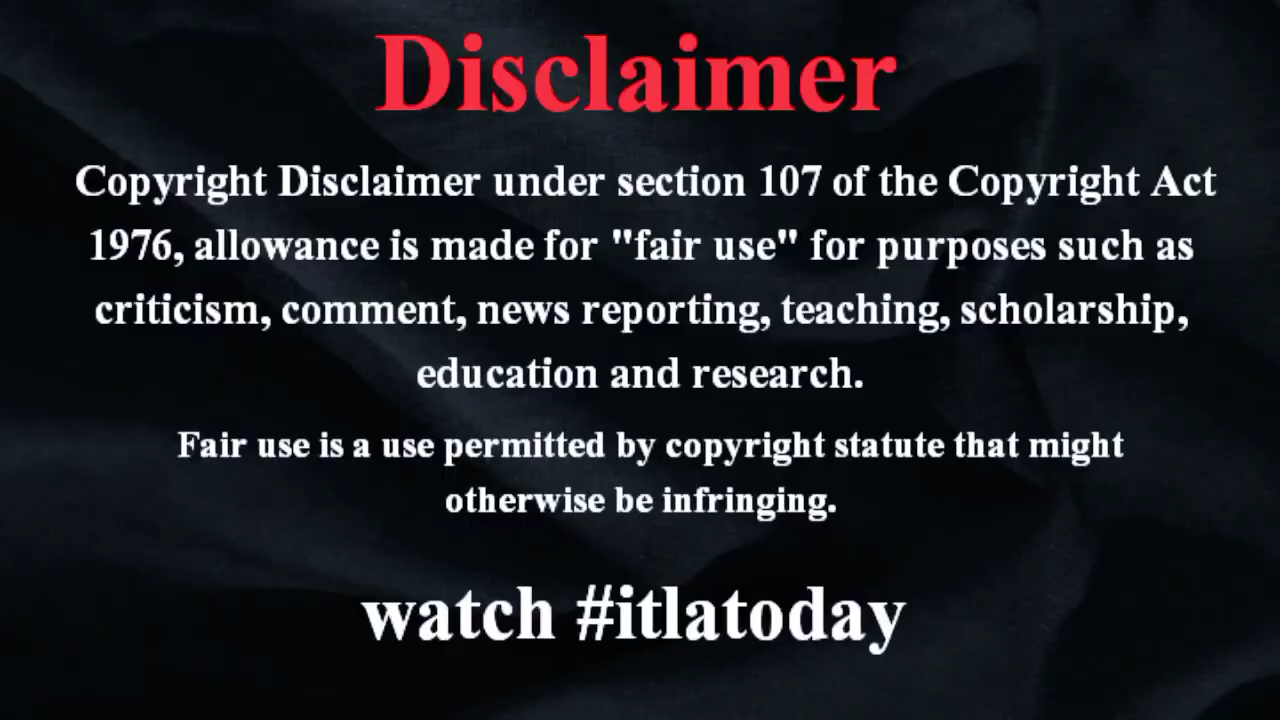 Disclaimer
Copyright Disclaimer under section 107 of the Copyright Act
1976, allowance is made for "fair use" for purposes such as
criticism, comment, news reporting, teaching, scholarship,
education and research.
Fair use is a use permitted by copyright statute that might
otherwise be infringing.
watch #itlatoday